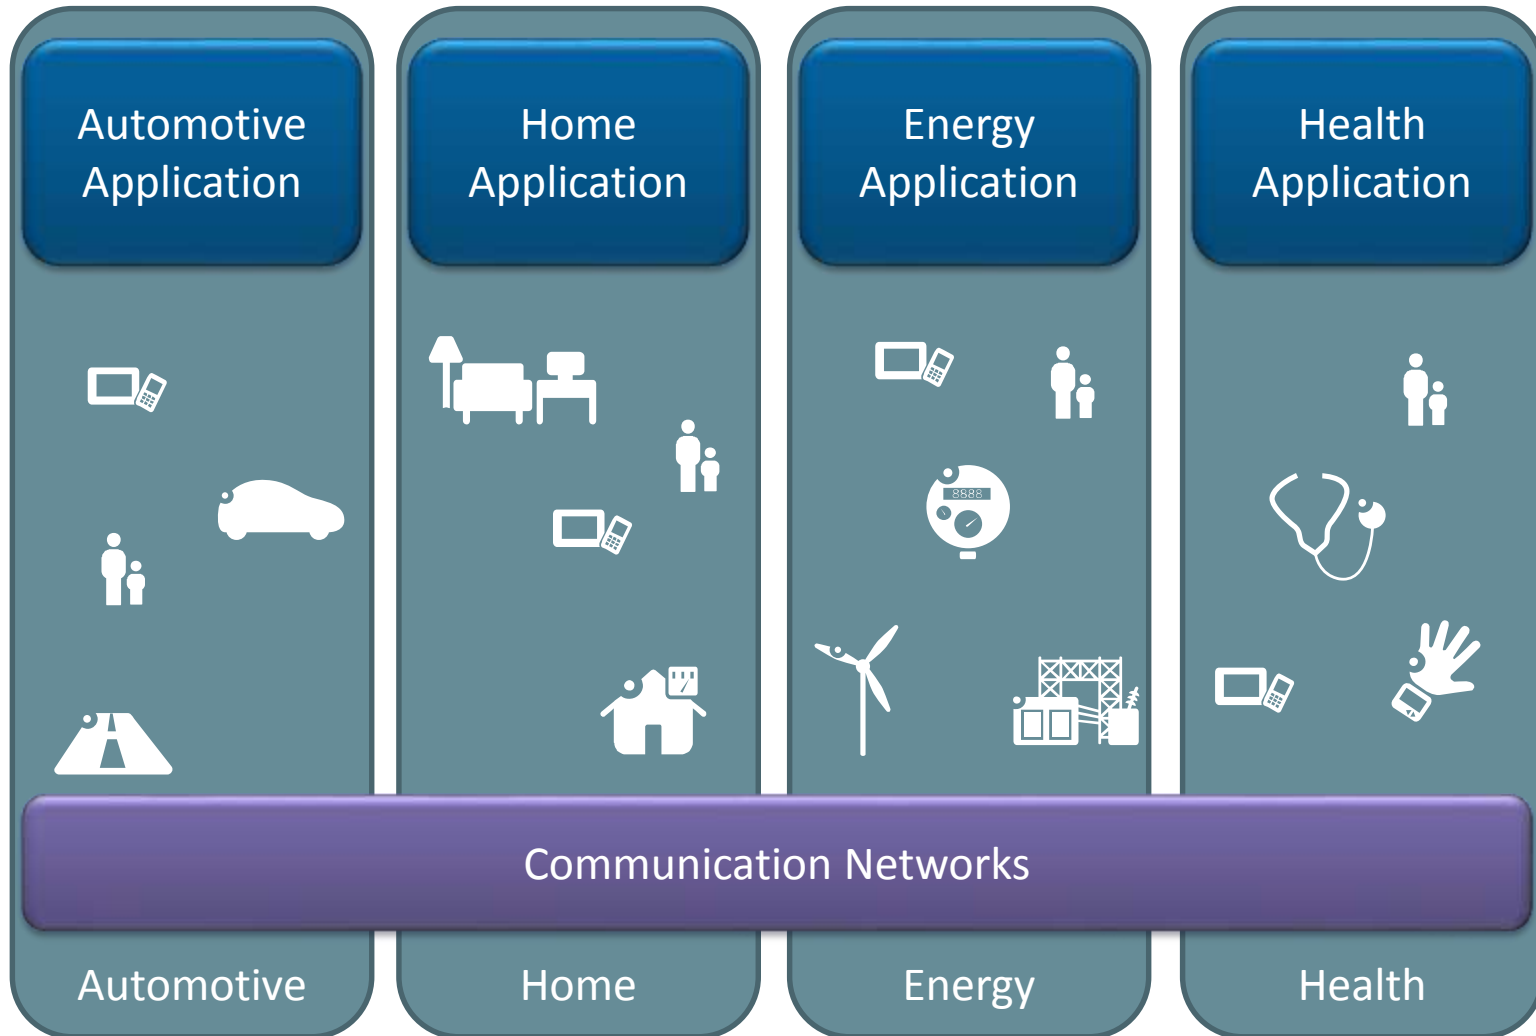 Automotive
Application
Home
Application
Energy
Application
Health
Application
8888
Communication Networks
Automotive
Home
Energy
Health